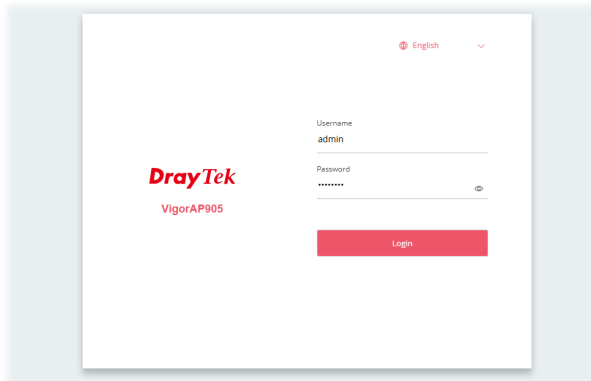 English
Username
admin
DrayTek
VigorAP905
Password
••••••••
Login